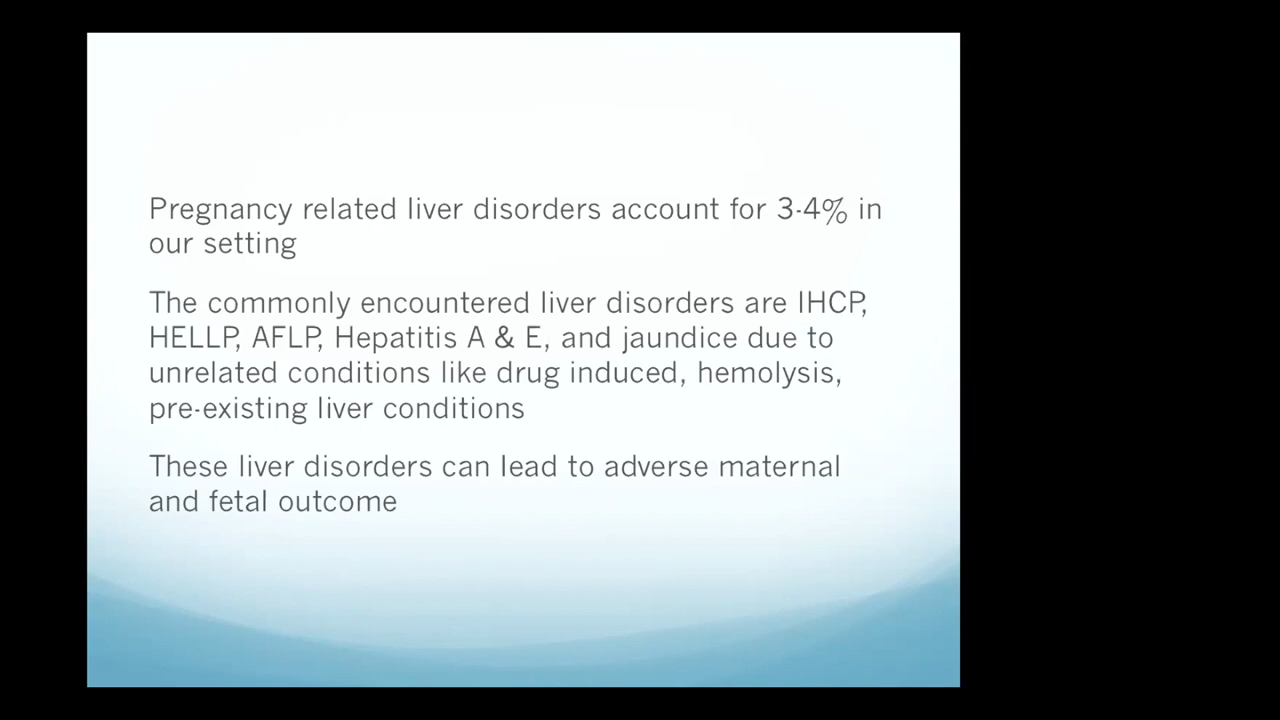 Pregnancy related liver disorders account for 3-4% in
our setting
The commonly encountered liver disorders are IHCP,
HELLP, AFLP, Hepatitis A & E, and jaundice due to
unrelated conditions like drug induced, hemolysis,
pre-existing liver conditions
These liver disorders can lead to adverse maternal
and fetal outcome